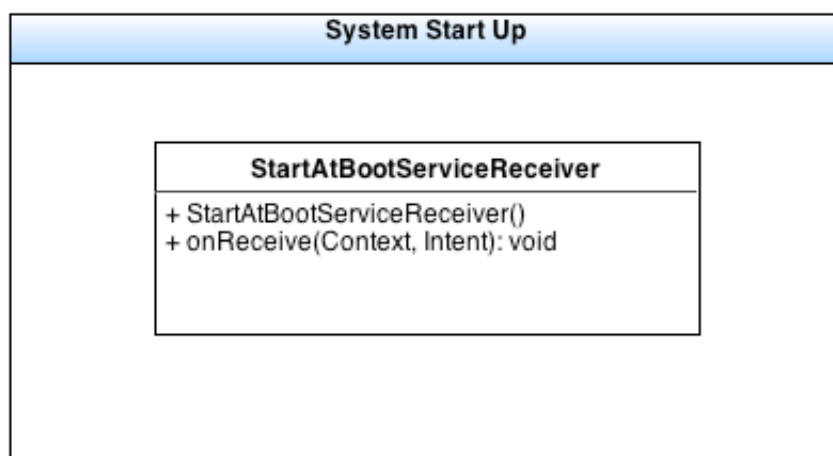 System Start Up
StartAtBootServiceReceiver
+ StartAtBootServiceReceiver()
+ onReceive(Context, Intent): void